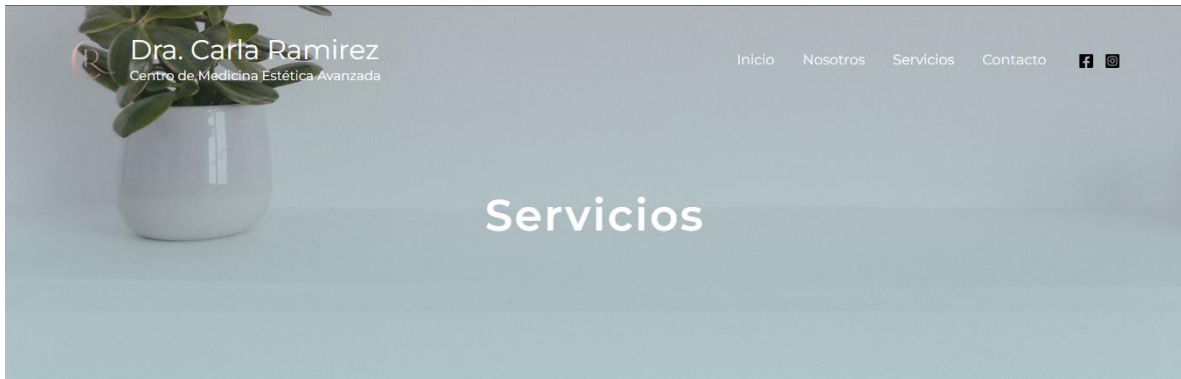 Dra. Carla Ramirez
Centro de Medicina Estética Avanzada
Inicio Nosotros Servicios Contacto
Servicios